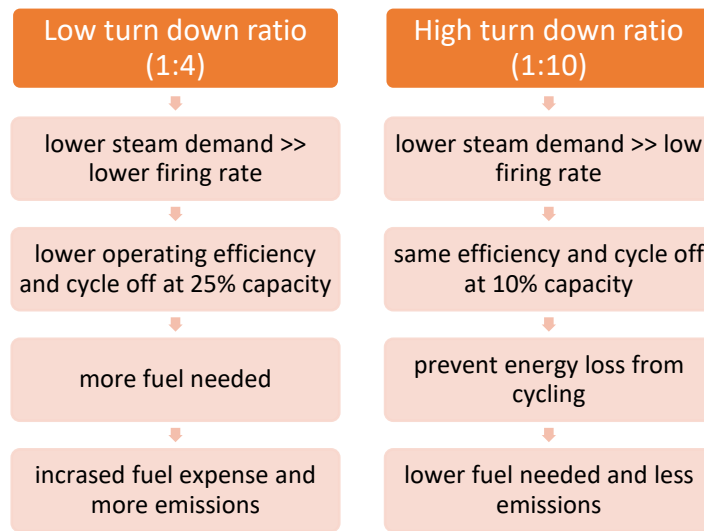 Low turn down ratio
(1:4)
lower steam demand >>
lower firing rate
lower operating efficiency
and cycle off at 25% capacity
more fuel needed
incrased fuel expense and
more emissions
High turn down ratio
(1:10)
lower steam demand >> low
firing rate
same efficiency and cycle off
at 10% capacity
prevent energy loss from
cycling
lower fuel needed and less
emissions